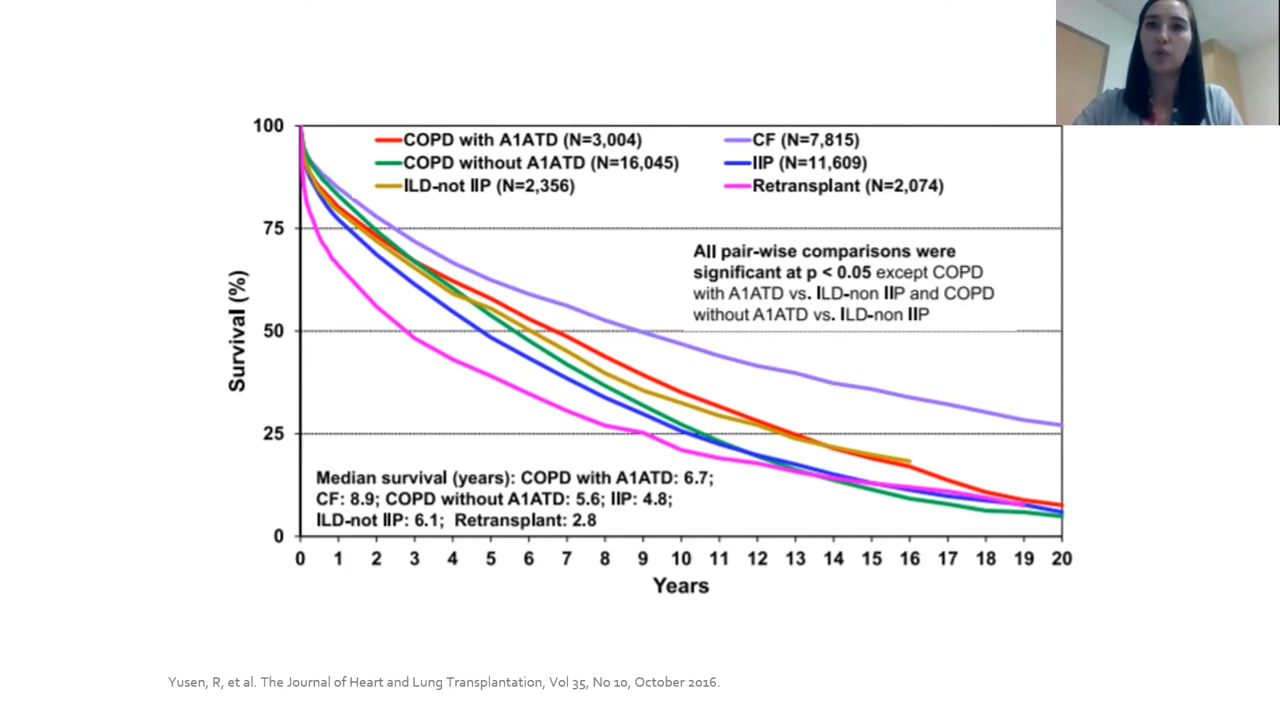 100
COPD with A1ATD (N=3,004)
CF (N=7,815)
COPD without A1ATD (N=16,045)
IIP (N=11,609)
ILD-not IIP (N=2,356)
Retransplant (N=2,074)
75
All pair-wise comparisons were
significant at p < 0.05 except COPD
with A1ATD vs. ILD-non IIP and COPD
without A1ATD vs. ILD-non IIP
50
Survival (%)
25
Median survival (years): COPD with A1ATD: 6.7;
CF: 8.9; COPD without A1ATD: 5.6; IIP: 4.8;
ILD-not IIP: 6.1; Retransplant: 2.8
0
0 1 2 3 4 5 6 7 8 9 10 11 12 13 14 15 16 17 18 19 20
Years
Yusen, R, et al. The Journal of Heart and Lung Transplantation, Vol 35, No 10, October 2016.